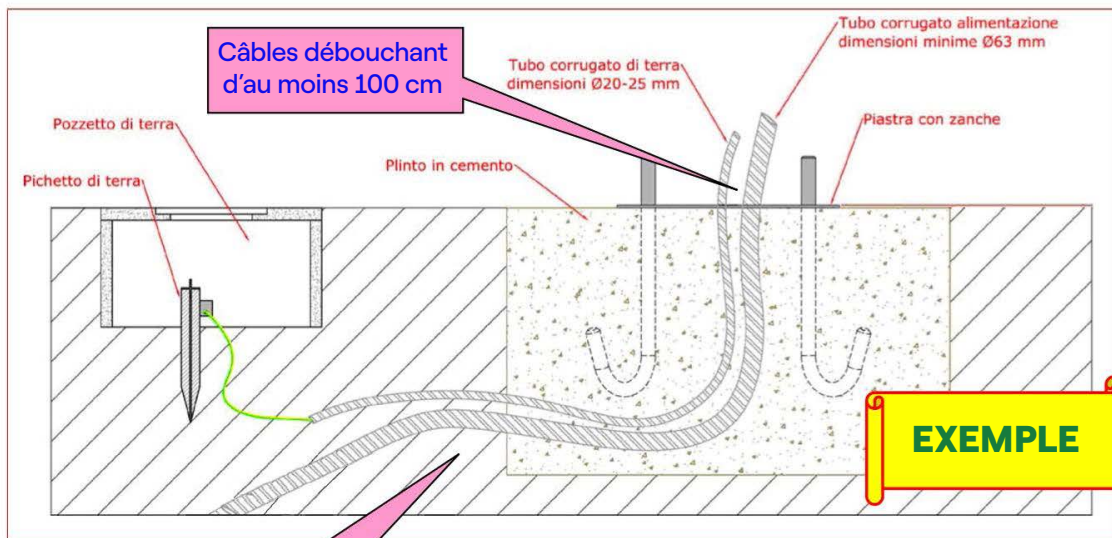 Câbles débouchant
d’au moins 100 cm
Tubo corrugato alimentazione
dimensioni minime Ø63 mm
Tubo corrugato di terra
dimensioni Ø20-25 mm
Pozzetto di terra
Piastra con zanche
Plinto in cemento
Pichetto di terra
EXEMPLE